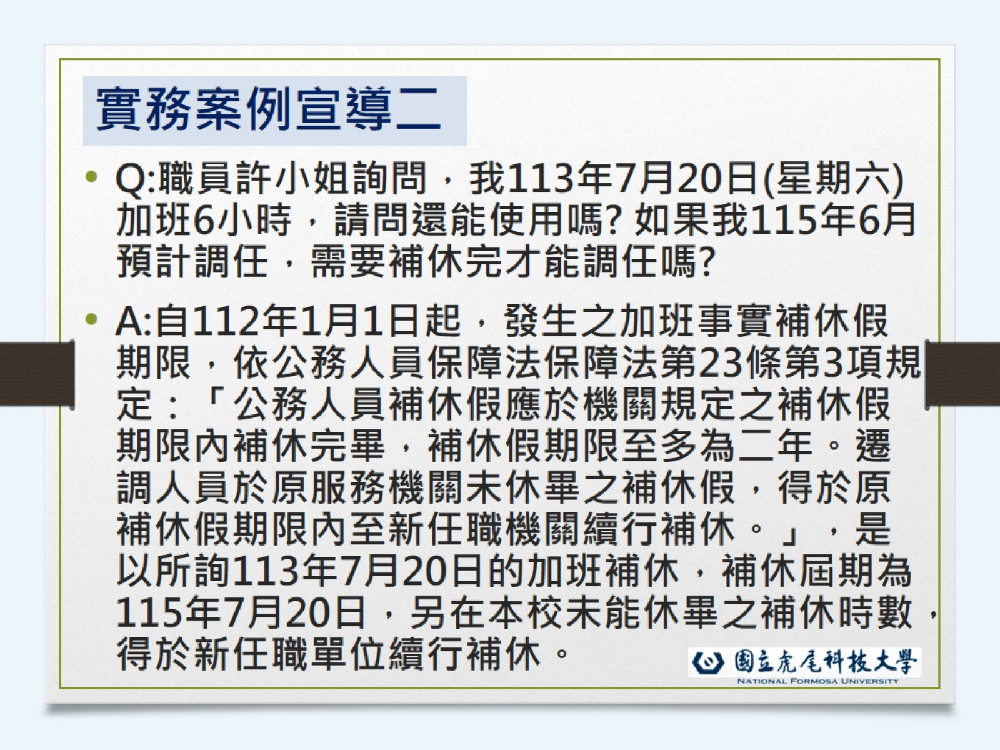 實務案例宣導二
• Q:職員許小姐詢問，我113年7月20日(星期六)
加班6小時，請問還能使用嗎? 如果我115年6月
預計調任，需要補休完才能調任嗎?
• A:自112年1月1日起，發生之加班事實補休假
期限，依公務人員保障法保障法第23條第3項規
定：「公務人員補休假應於機關規定之補休假
期限內補休完畢，補休假期限至多為二年。遷
調人員於原服務機關未休畢之補休假，得於原
補休假期限內至新任職機關續行補休。」，是
以所詢113年7月20日的加班補休，補休屆期為
115年7月20日，另在本校未能休畢之補休時數，
得於新任職單位續行補休。
國立虎尾科技大學
NATIONAL FORMOSA UNIVERSITY